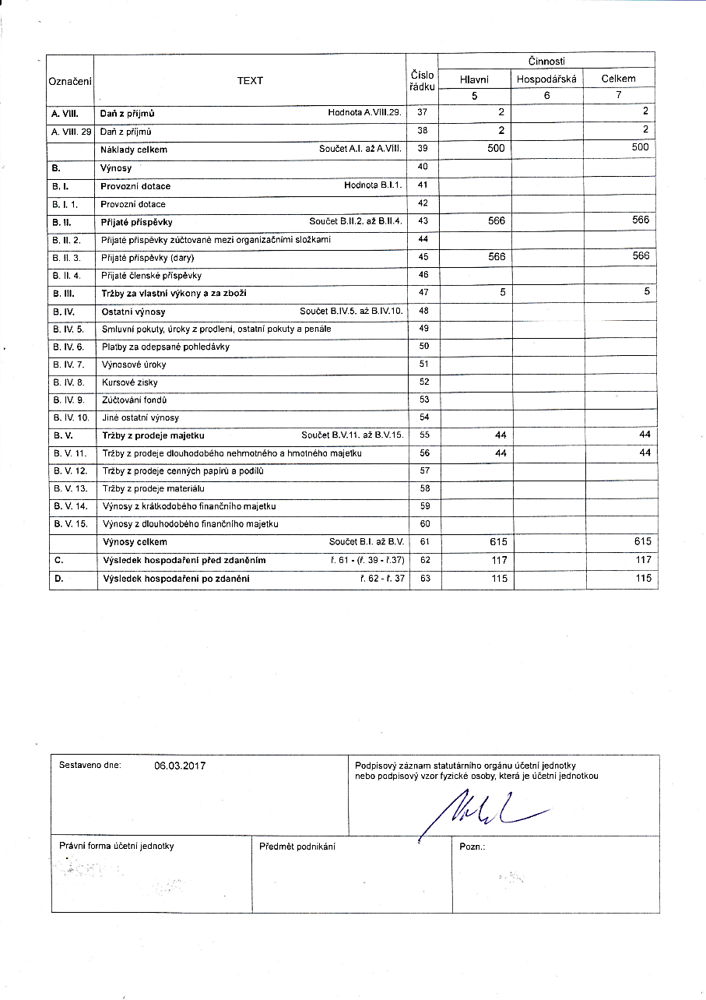 Činnosti
Označení TEXT Číslo řádku Hlavní Hospodářská Celkem
5 6 7
A. VIII. Daň z příjmů Hodnota A.VIII.29. 37 2 2
A. VIII. 29 Daň z příjmů 38 2 2
Náklady celkem Součet A.I. až A.VIII. 39 500 500
B. Výnosy 40
B. I. Provozní dotace Hodnota B.I.1. 41
B. I. 1. Provozní dotace 42
B. II. Přijaté příspěvky Součet B.II.2. až B.II.4. 43 566 566
B. II. 2. Přijaté příspěvky zúčtované mezi organizačními složkami 44
B. II. 3. Přijaté příspěvky (dary) 45 566 566
B. II. 4. Přijaté členské příspěvky 46
B. III. Tržby za vlastní výkony a za zboží 47 5 5
B. IV. Ostatní výnosy Součet B.IV.5. až B.IV.10. 48
B. IV. 5. Smluvní pokuty, úroky z prodlení, ostatní pokuty a penále 49
B. IV. 6. Platby za odepsané pohledávky 50
B. IV. 7. Výnosové úroky 51
B. IV. 8. Kursové zisky 52
B. IV. 9. Zúčtování fondů 53
B. IV. 10. Jiné ostatní výnosy 54
B. V. Tržby z prodeje majetku Součet B.V.11. až B.V.15. 55 44 44
B. V. 11. Tržby z prodeje dlouhodobého nehmotného a hmotného majetku 56 44 44
B. V. 12. Tržby z prodeje cenných papírů a podílů 57
B. V. 13. Tržby z prodeje materiálu 58
B. V. 14. Výnosy z krátkodobého finančního majetku 59
B. V. 15. Výnosy z dlouhodobého finančního majetku 60
Výnosy celkem Součet B.I. až B.V. 61 615 615
C. Výsledek hospodaření před zdaněním ř. 61 - (ř. 39 - ř.37) 62 117 117
D. Výsledek hospodaření po zdanění ř. 62 - ř. 37 63 115 115
Sestaveno dne: 06.03.2017
Podpisový záznam statutárního orgánu účetní jednotky
nebo podpisový vzor fyzické osoby, která je účetní jednotkou
Právní forma účetní jednotky
Předmět podnikání
Pozn.: